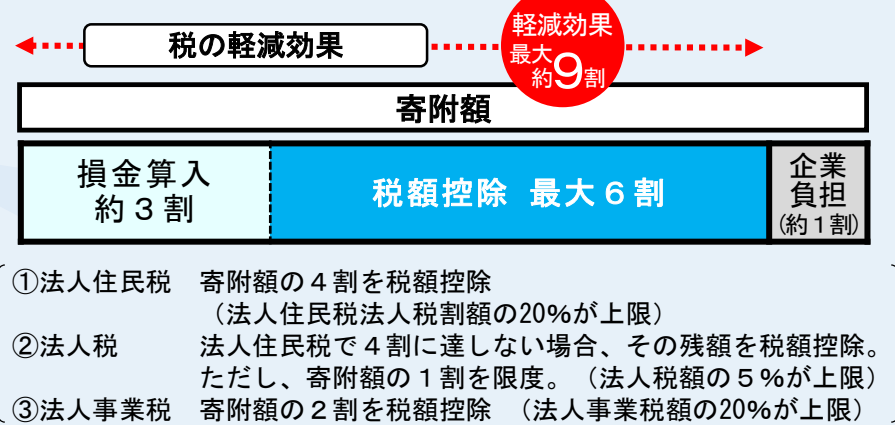 税の軽減効果
軽減効果
最大
約9割
寄附額
損金算入
約３割
税額控除 最大６割
企業
負担
(約１割)
①法人住民税　寄附額の４割を税額控除
（法人住民税法人税割額の20％が上限）
②法人税　法人住民税で４割に達しない場合、その残額を税額控除。
ただし、寄附額の１割を限度。（法人税額の５％が上限）
③法人事業税　寄附額の２割を税額控除　（法人事業税額の20％が上限）